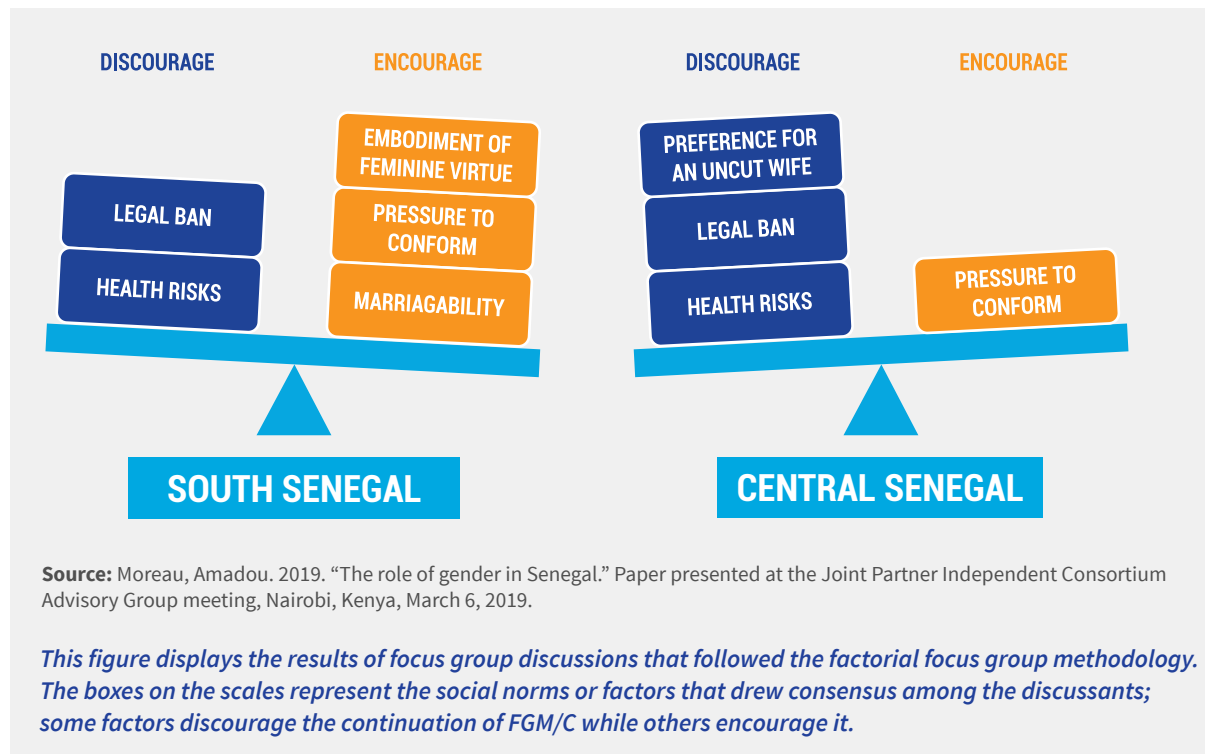 DISCOURAGE
ENCOURAGE
EMBODIMENT OF
FEMININE VIRTUE
LEGAL BAN
PRESSURE TO
CONFORM
HEALTH RISKS
MARRIAGABILITY
SOUTH SENEGAL
DISCOURAGE
ENCOURAGE
PREFERENCE FOR
AN UNCUT WIFE
LEGAL BAN
HEALTH RISKS
PRESSURE TO
CONFORM
CENTRAL SENEGAL
Source: Moreau, Amadou. 2019. “The role of gender in Senegal.” Paper presented at the Joint Partner Independent Consortium
Advisory Group meeting, Nairobi, Kenya, March 6, 2019.
This figure displays the results of focus group discussions that followed the factorial focus group methodology.
The boxes on the scales represent the social norms or factors that drew consensus among the discussants;
some factors discourage the continuation of FGM/C while others encourage it.